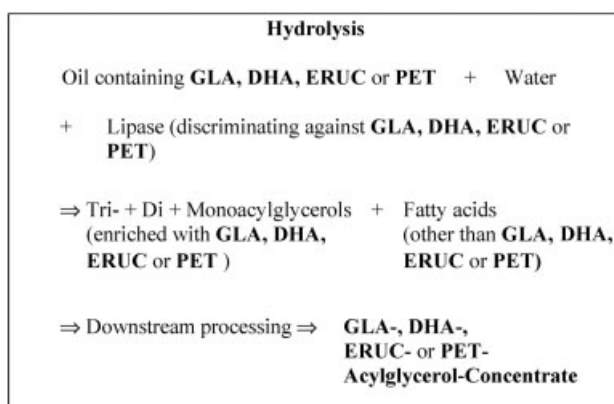 Hydrolysis
Oil containing GLA, DHA, ERUC or PET + Water
+ Lipase (discriminating against GLA, DHA, ERUC or
PET)
⇒ Tri- + Di + Monoacylglycerols + Fatty acids
(enriched with GLA, DHA, (other than GLA, DHA,
ERUC or PET ) ERUC or PET)
⇒ Downstream processing ⇒ GLA-, DHA-,
ERUC- or PET-
Acylglycerol-Concentrate